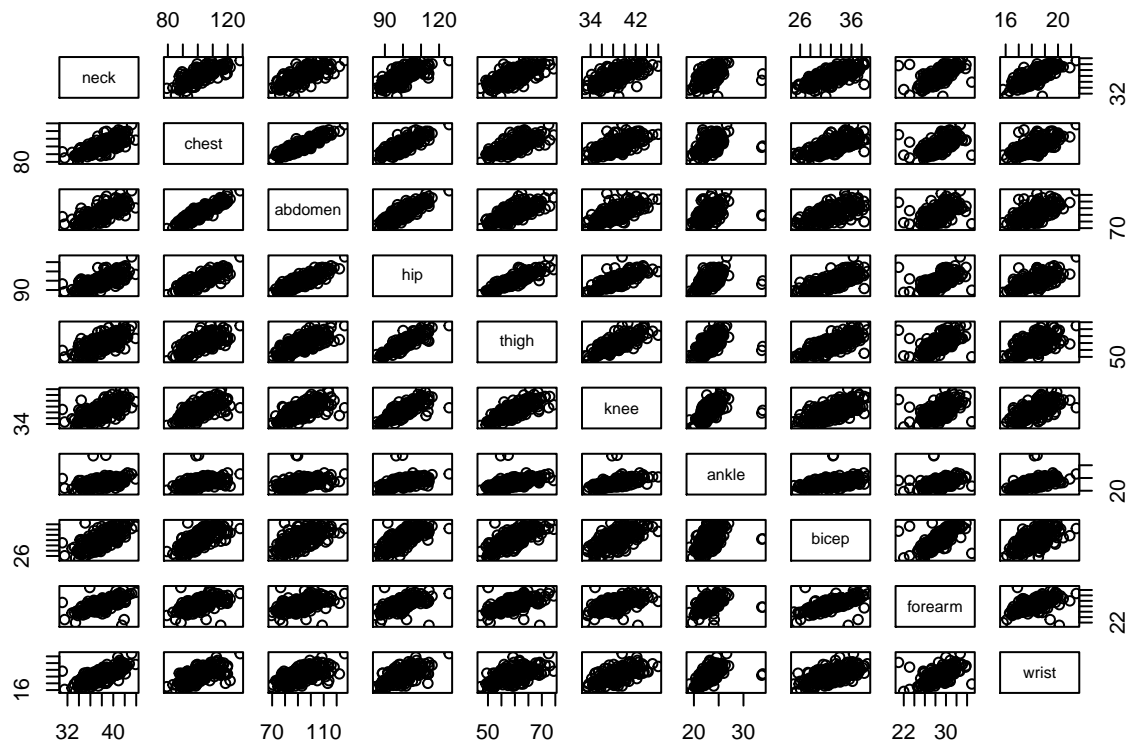 80 120 90 120 34 42 26 36 16 20
neck 32
80 chest
abdomen 70
90 hip
thigh 50
34 knee
ankle 20
26 bicep
forearm 22
16 wrist
32 40 70 110 50 70 20 30 22 30